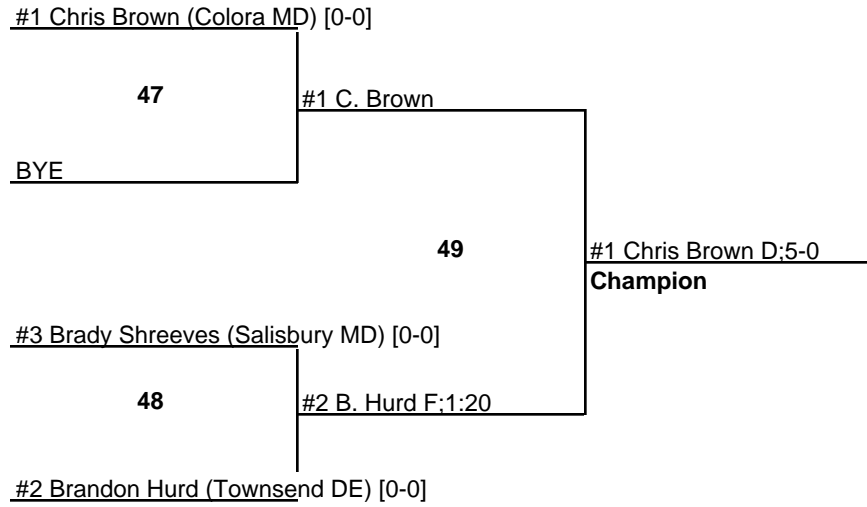 #1 Chris Brown (Colora MD) [0-0]
47
#1 C. Brown
BYE
49
#1 Chris Brown D;5-0
Champion
#3 Brady Shreeves (Salisbury MD) [0-0]
48
#2 B. Hurd F;1:20
#2 Brandon Hurd (Townsend DE) [0-0]